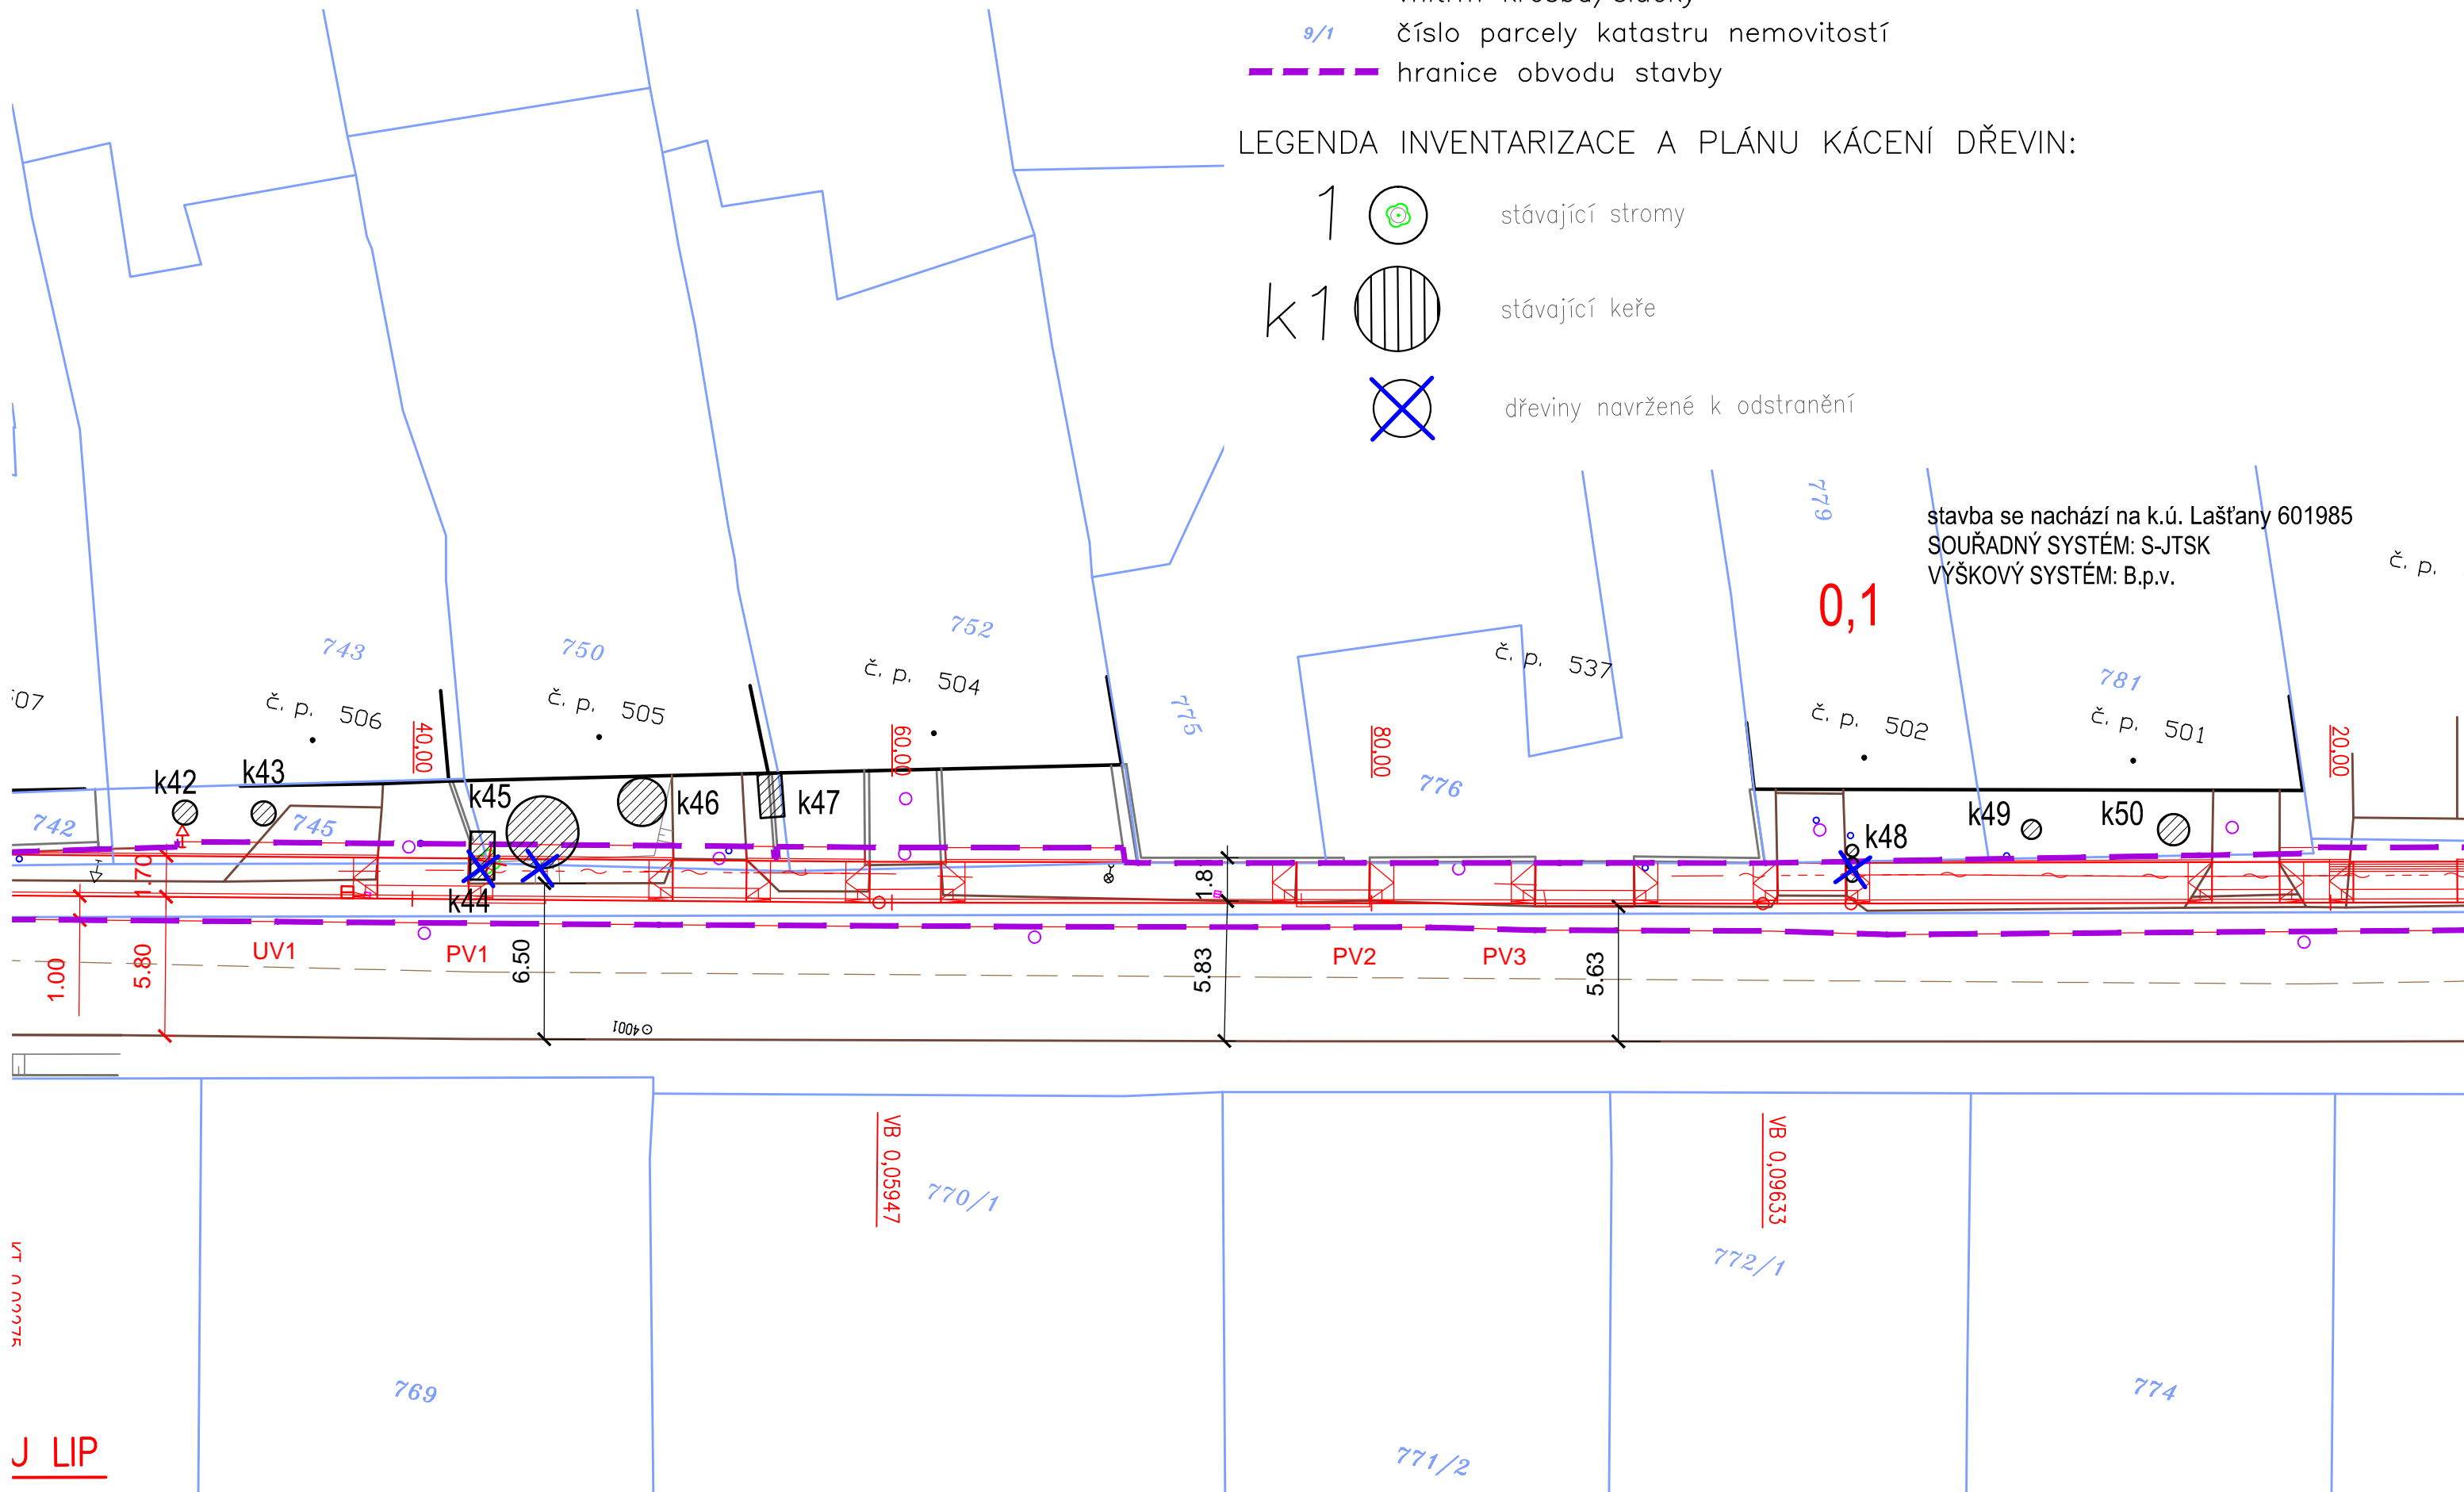 9/1 číslo parcely katastru nemovitostí
hranice obvodu stavby
LEGENDA INVENTARIZACE A PLÁNU KÁCENÍ DŘEVIN:
1 stávající stromy
k1 stávající keře
dřeviny navržené k odstranění
779
stavba se nachází na k.ú. Lašťany 601985
SOUŘADNÝ SYSTÉM: S-JTSK
VÝŠKOVÝ SYSTÉM: B.p.v.
č. p.
0,1
743
750
752
č. p. 537
781
č. p. 506
č. p. 505
č. p. 504
775
č. p. 502
č. p. 501
40,00
60,00
80,00
20,00
776
k42
k43
k45
k46
k47
k48
k49
k50
742
745
1.70
k44
1.00
5.80
UV1
PV1
6.50
5.83
PV2
PV3
5.63
4001
VB 0,05947
VB 0,09633
770/1
772/1
769
774
771/2
LIP